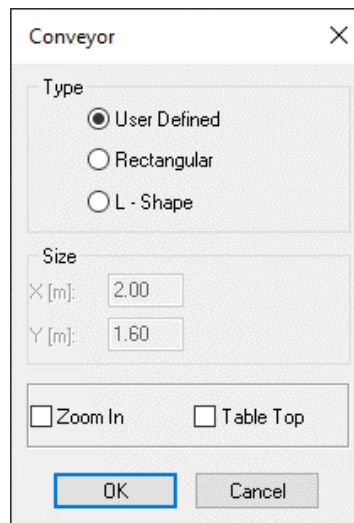 Conveyor
Type
User Defined
Rectangular
L - Shape
Size
X [m]: 2.00
Y [m]: 1.60
Zoom In Table Top
OK Cancel